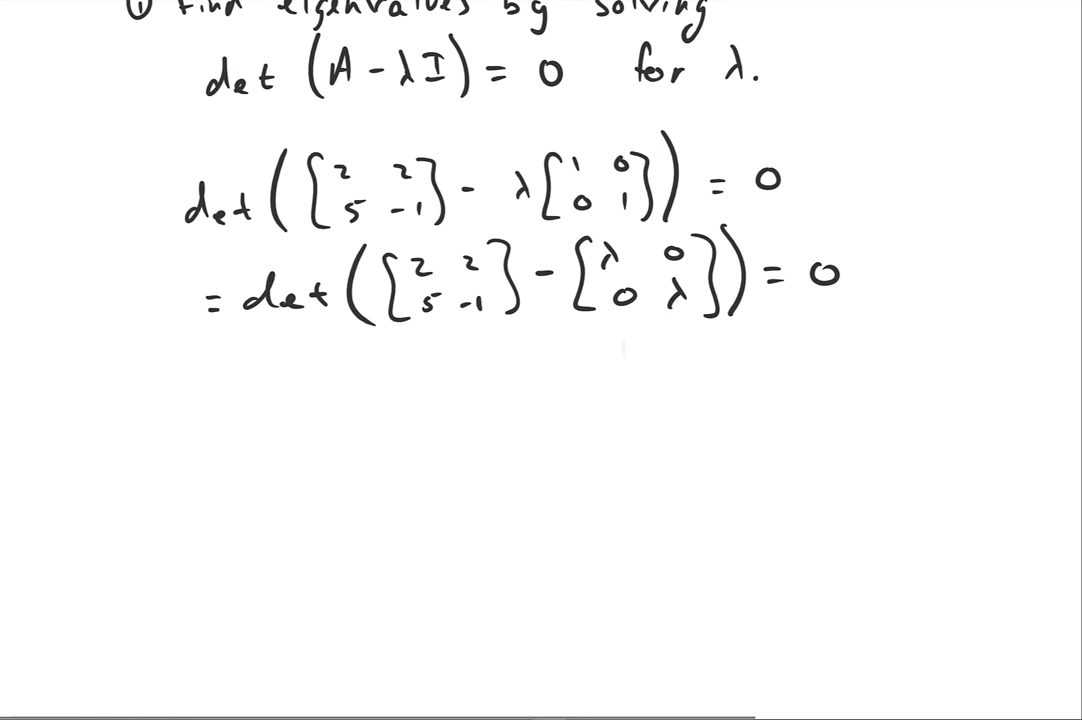 ① Find eigenvalues by solving
det (A - λI) = 0 for λ.
det([2 2; 5 -1] - λ[1 0; 0 1]) = 0
= det([2 2; 5 -1] - [λ 0; 0 λ]) = 0